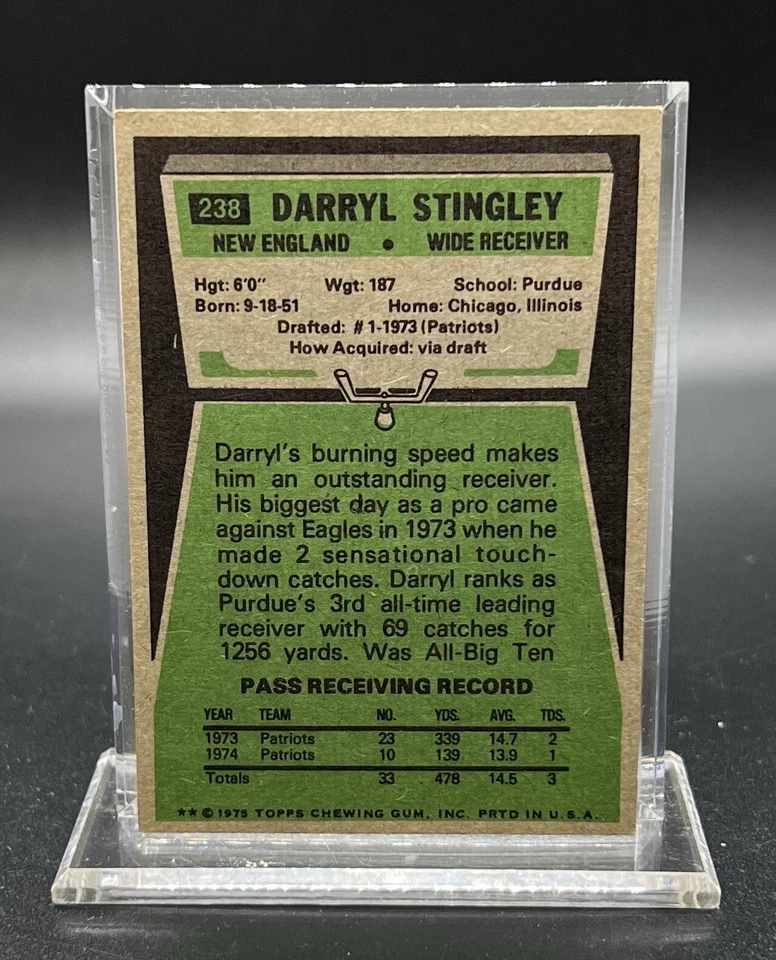 238 DARRYL STINGLEY
NEW ENGLAND • WIDE RECEIVER
Hgt: 6'0" Wgt: 187 School: Purdue
Born: 9-18-51 Home: Chicago, Illinois
Drafted: #1-1973 (Patriots)
How Acquired: via draft
Darryl's burning speed makes
him an outstanding receiver.
His biggest day as a pro came
against Eagles in 1973 when he
made 2 sensational touch-
down catches. Darryl ranks as
Purdue's 3rd all-time leading
receiver with 69 catches for
1256 yards. Was All-Big Ten
PASS RECEIVING RECORD
YEAR TEAM NO. YDS. AVG. TDS.
1973 Patriots 23 339 14.7 2
1974 Patriots 10 139 13.9 1
Totals 33 478 14.5 3
** © 1975 TOPPS CHEWING GUM, INC. PRTD IN U.S.A.